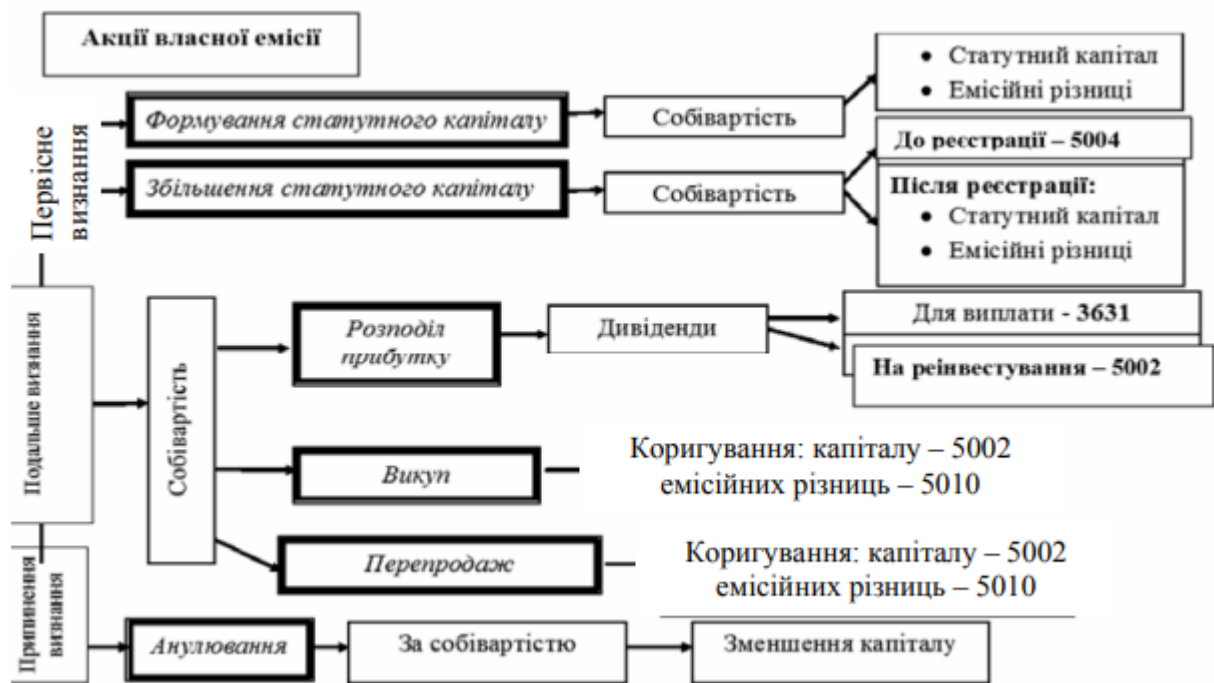 Акції власної емісії
Первісне
визнання
Формування статутного капіталу
Собівартість
• Статутний капітал
• Емісійні різниці
Збільшення статутного капіталу
Собівартість
До реєстрації – 5004
Після реєстрації:
• Статутний капітал
• Емісійні різниці
Подальше визнання
Собівартість
Розподіл
прибутку
Дивіденди
Для виплати - 3631
На реінвестування – 5002
Викуп
Коригування: капіталу – 5002
емісійних різниць – 5010
Перепродаж
Коригування: капіталу – 5002
емісійних різниць – 5010
Припинення
визнання
Анулювання
За собівартістю
Зменшення капіталу